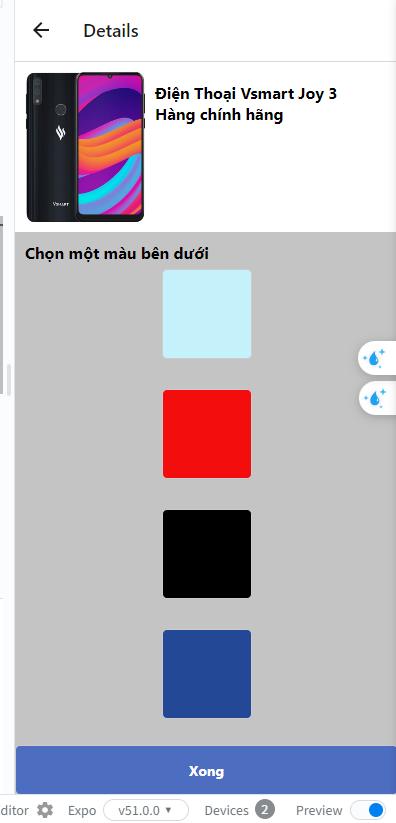 Details
Điện Thoại Vsmart Joy 3
Hàng chính hãng
VSMART
Chọn một màu bên dưới
Xong
ditor
Expo
v51.0.0
Devices
2
Preview